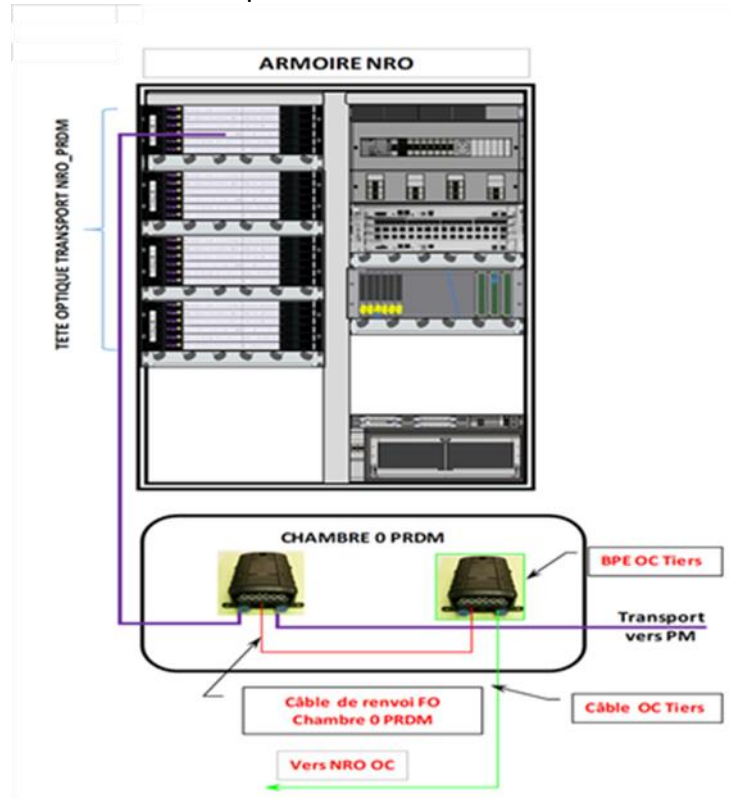 ARMOIRE NRO
TETE OPTIQUE TRANSPORT NRO_PRDM
CHAMBRE 0 PRDM
BPE OC Tiers
Transport
vers PM
Câble de renvoi FO
Chambre 0 PRDM
Câble OC Tiers
Vers NRO OC